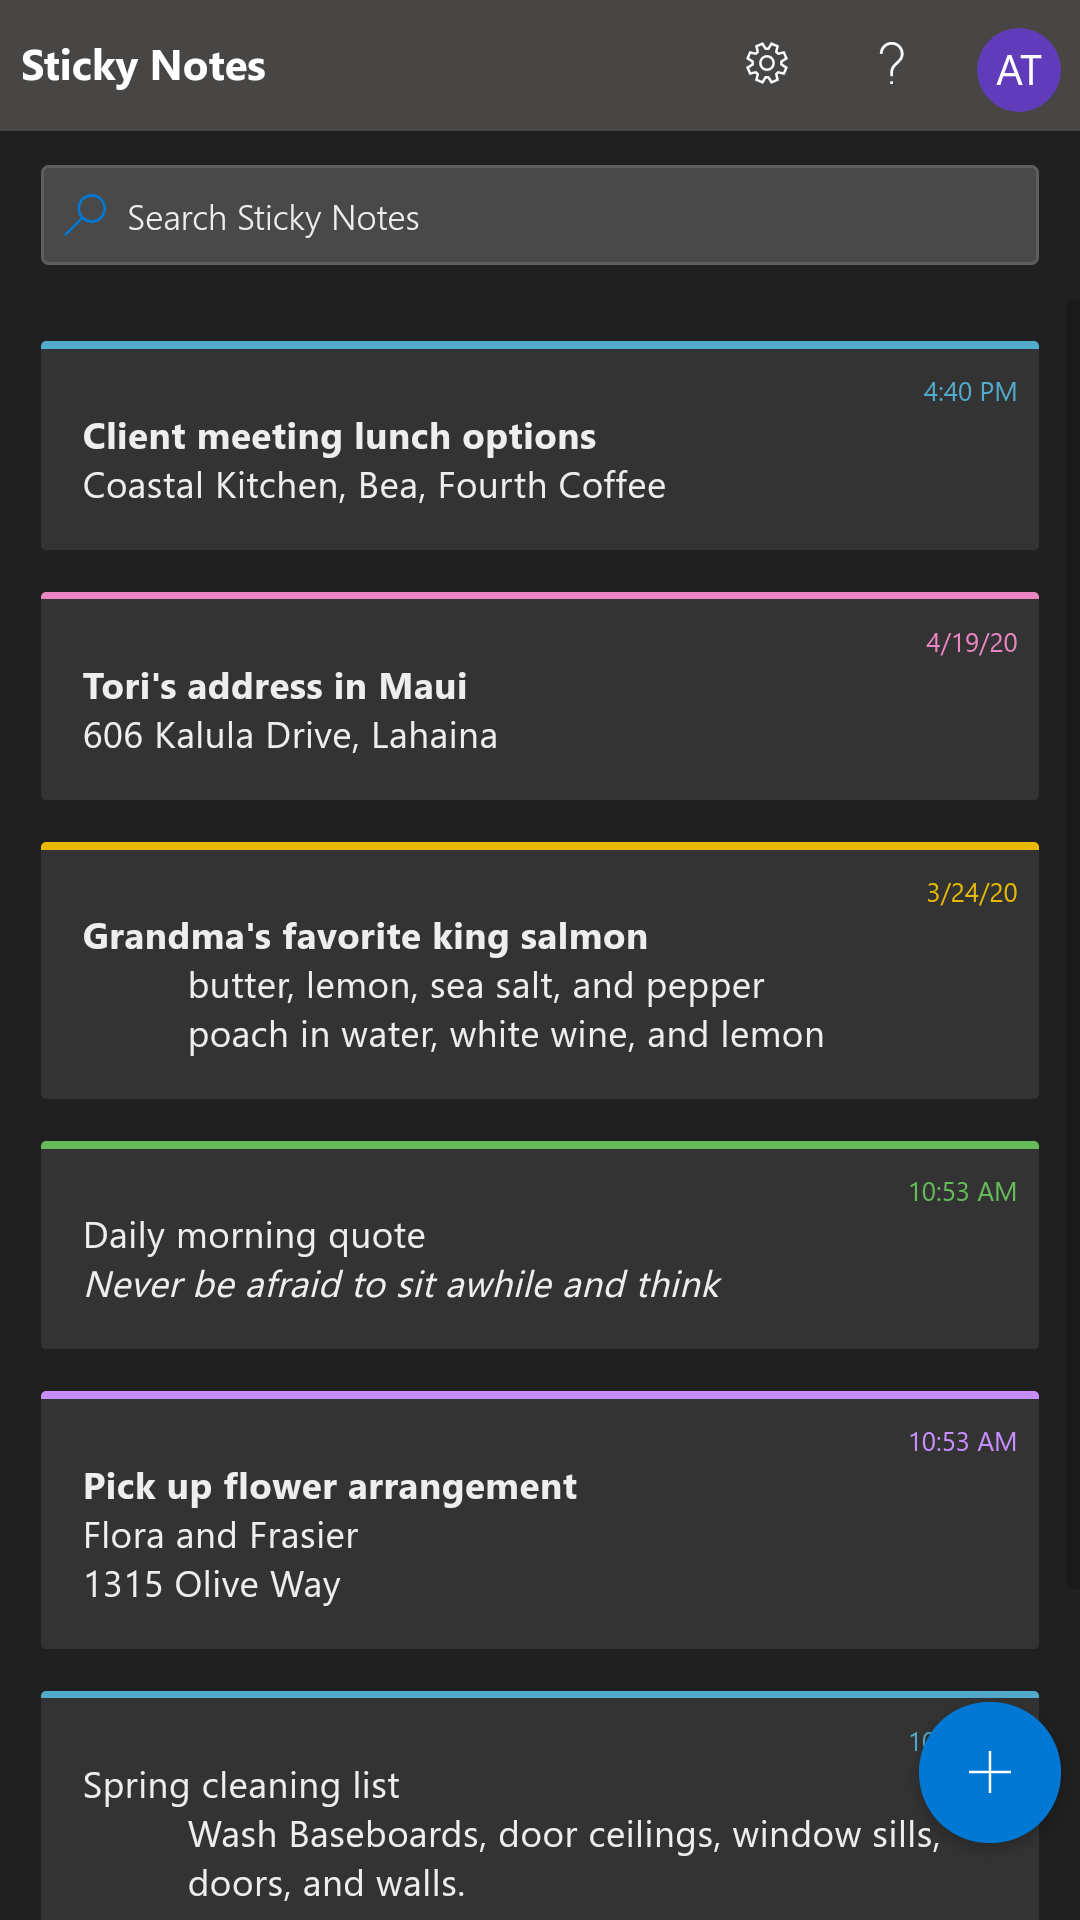 Sticky Notes
AT
Search Sticky Notes
4:40 PM
Client meeting lunch options
Coastal Kitchen, Bea, Fourth Coffee
4/19/20
Tori's address in Maui
606 Kalula Drive, Lahaina
3/24/20
Grandma's favorite king salmon
butter, lemon, sea salt, and pepper
poach in water, white wine, and lemon
10:53 AM
Daily morning quote
Never be afraid to sit awhile and think
10:53 AM
Pick up flower arrangement
Flora and Frasier
1315 Olive Way
Spring cleaning list
Wash Baseboards, door ceilings, window sills,
doors, and walls.